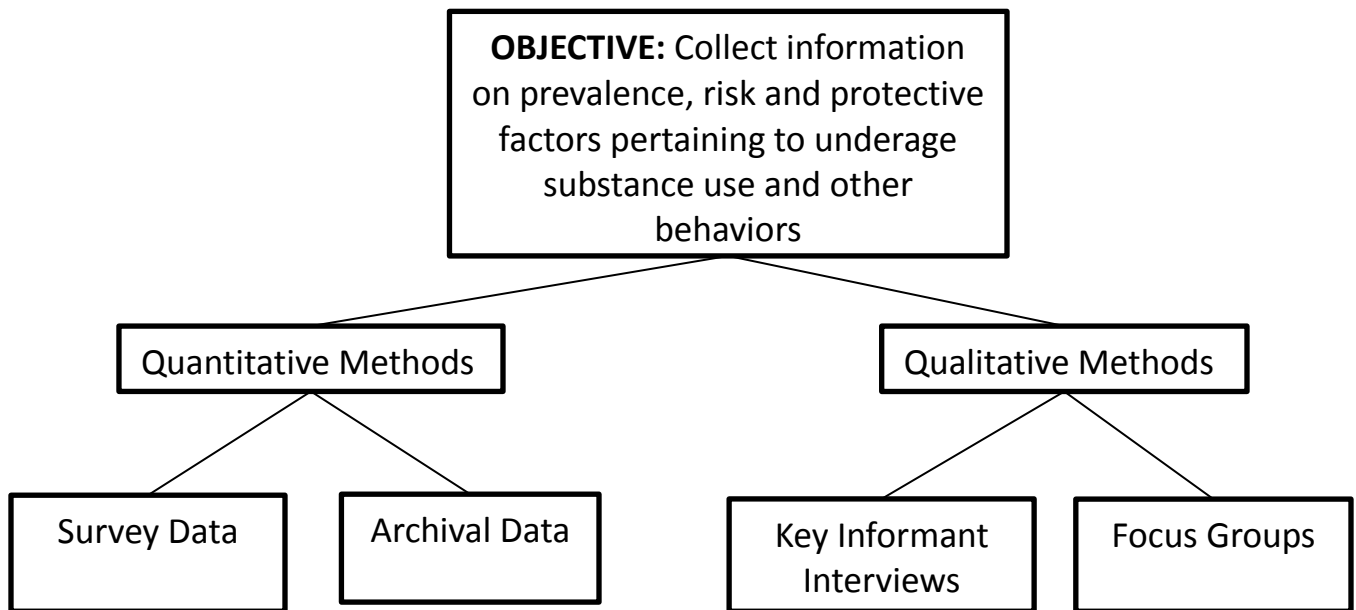 OBJECTIVE: Collect information
on prevalence, risk and protective
factors pertaining to underage
substance use and other
behaviors
Quantitative Methods
Qualitative Methods
Survey Data
Archival Data
Key Informant
Interviews
Focus Groups